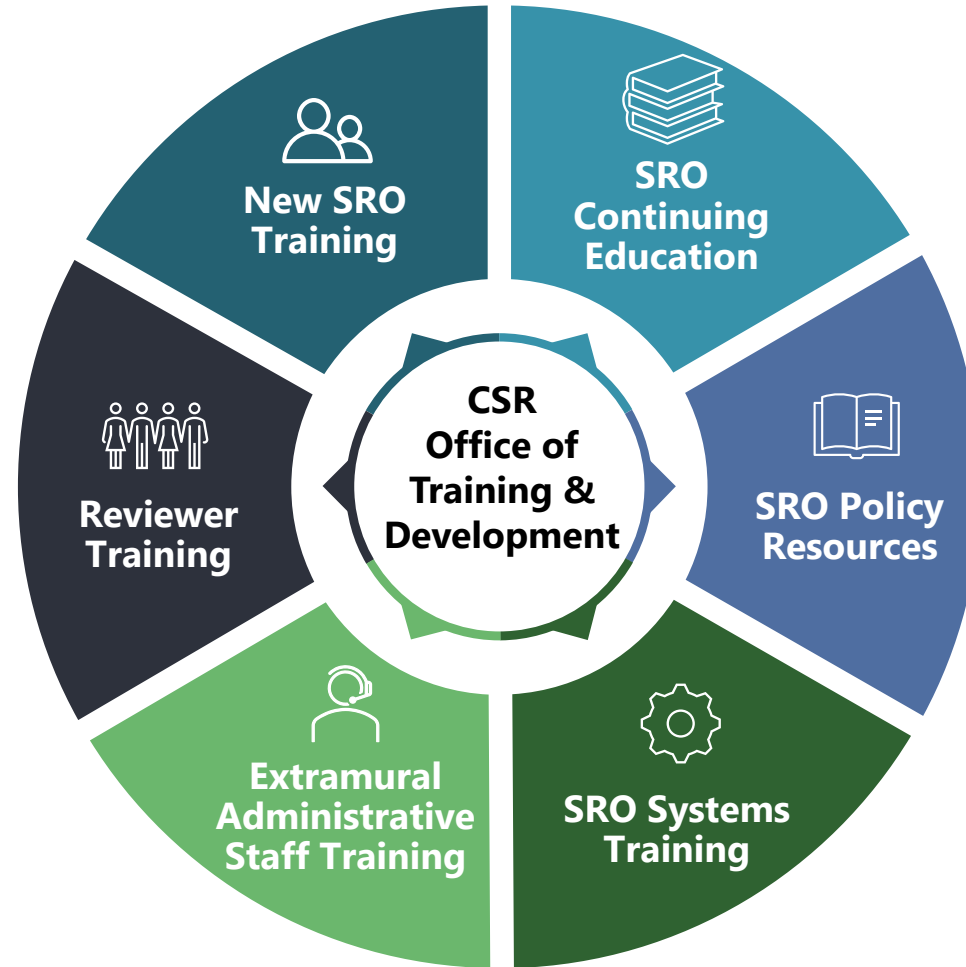 New SRO
Training
SRO
Continuing
Education
SRO Policy
Resources
SRO Systems
Training
Extramural
Administrative
Staff Training
Reviewer
Training
CSR
Office of
Training &
Development